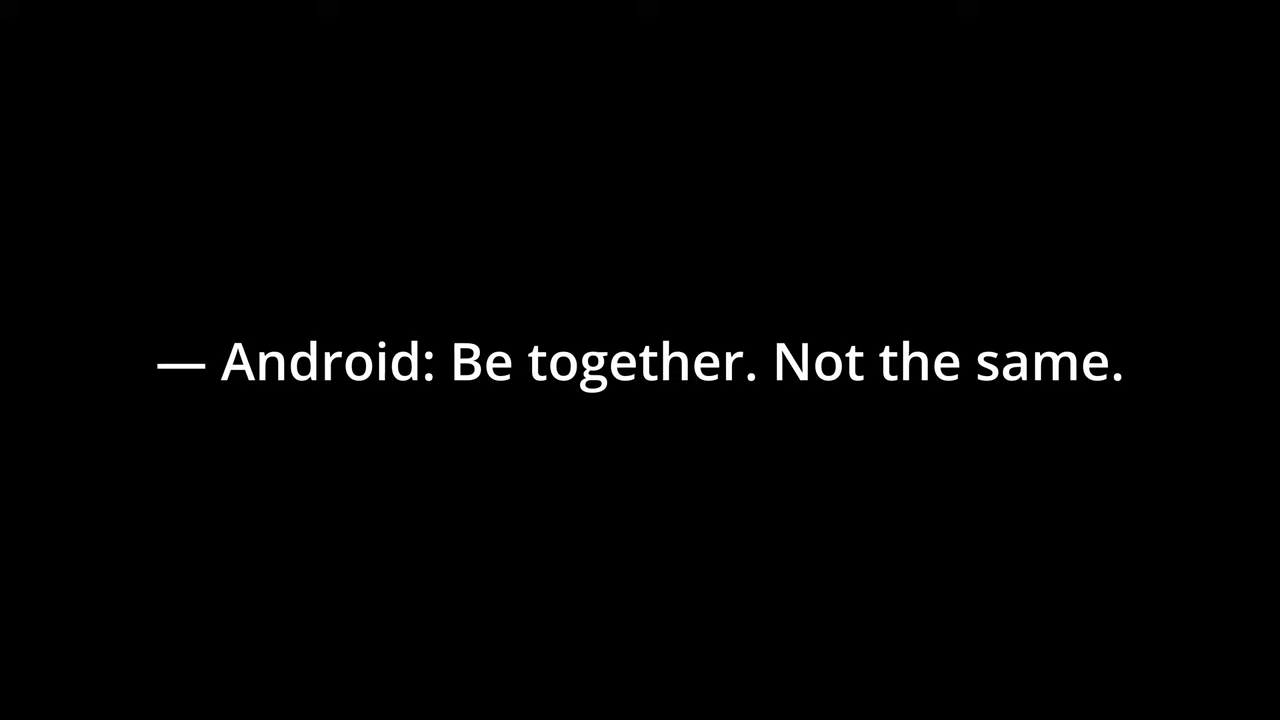 — Android: Be together. Not the same.